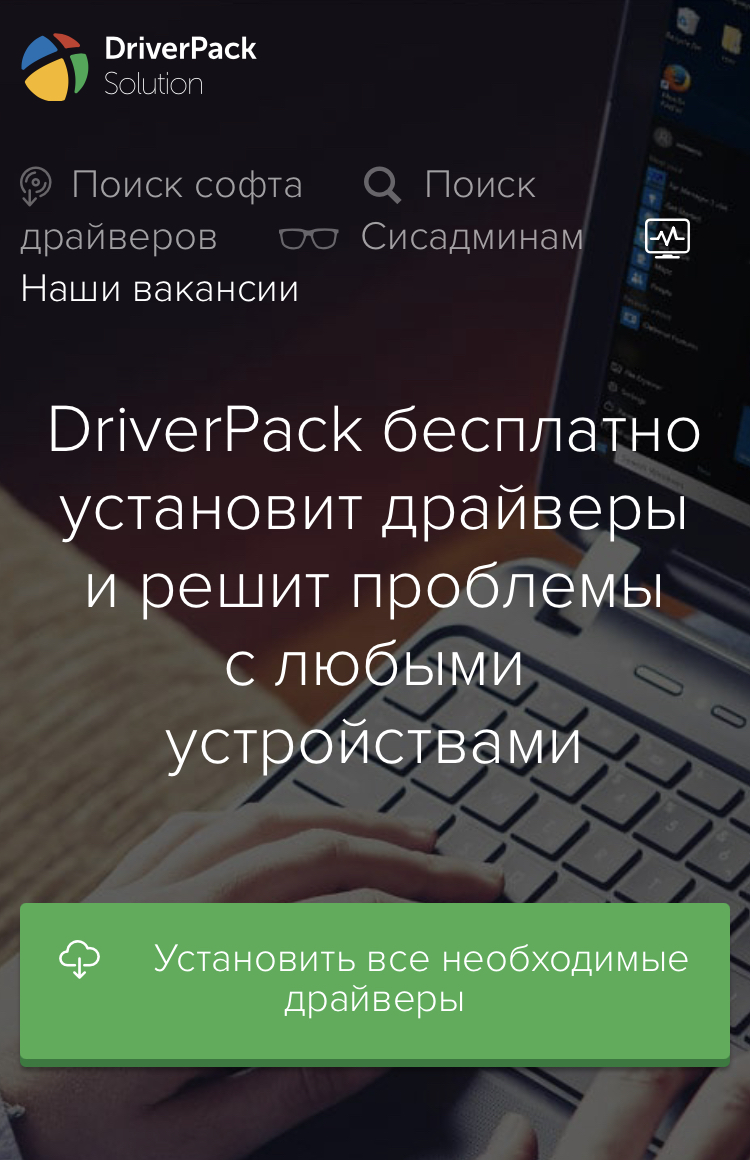 DriverPack
Solution
Поиск софта Поиск
драйверов Сисадминам
Наши вакансии
DriverPack бесплатно
установит драйверы
и решит проблемы
с любыми
устройствами
Установить все необходимые
драйверы